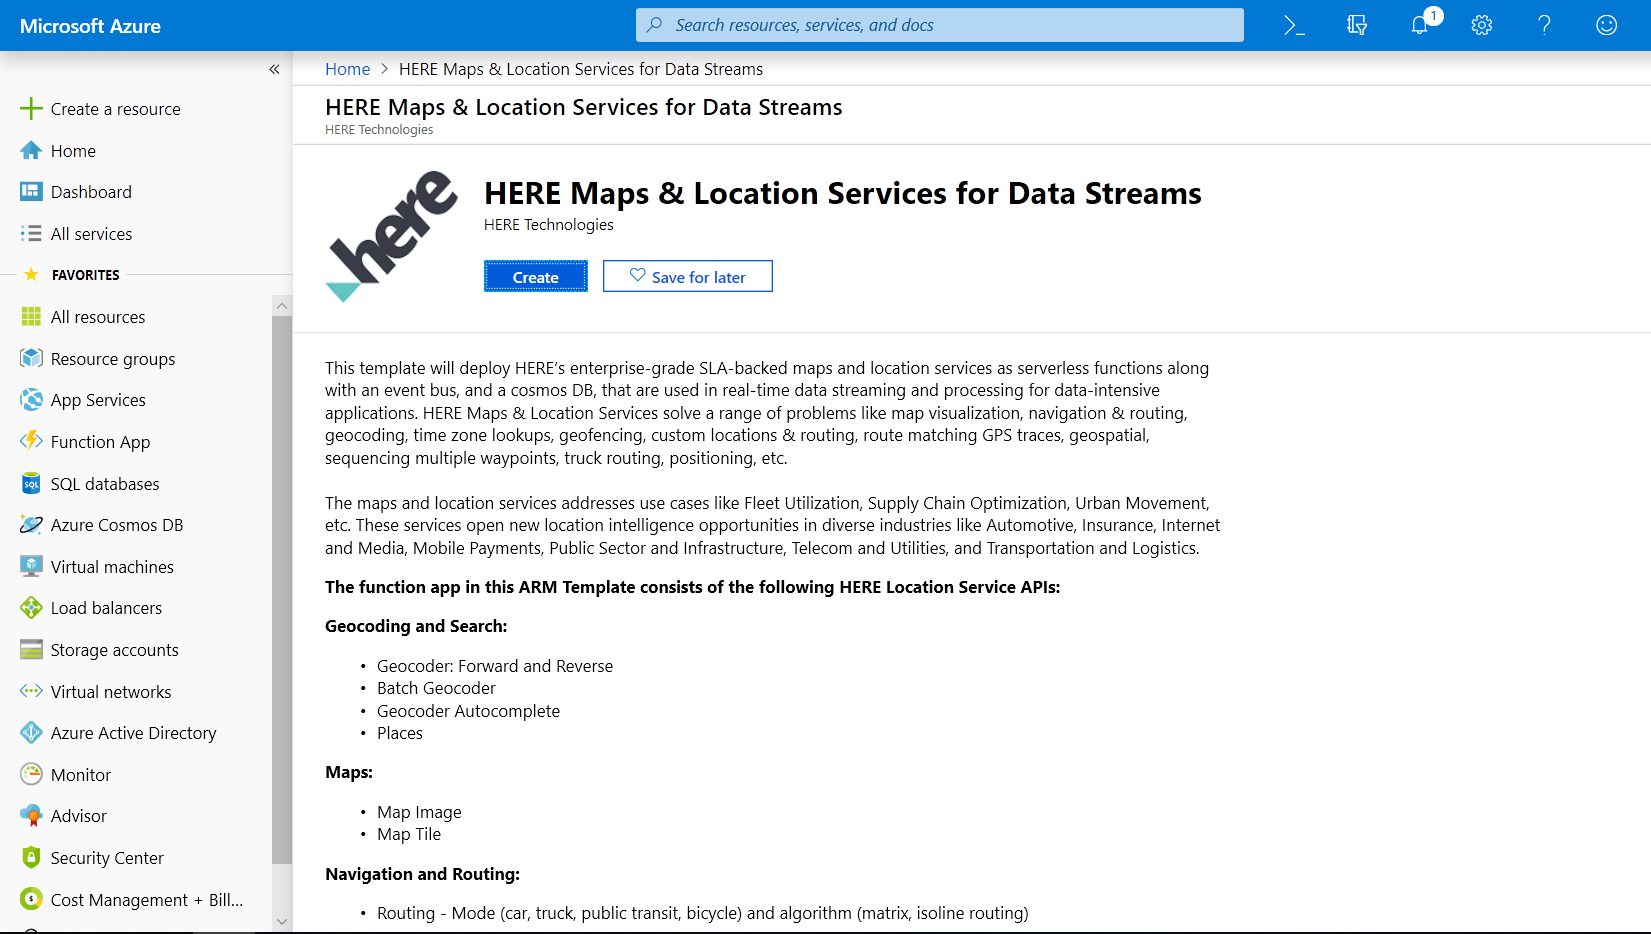 Microsoft Azure
Search resources, services, and docs
1
Home > HERE Maps & Location Services for Data Streams
HERE Maps & Location Services for Data Streams
HERE Technologies
Create a resource
Home
Dashboard
All services
FAVORITES
All resources
Resource groups
App Services
Function App
SQL databases
Azure Cosmos DB
Virtual machines
Load balancers
Storage accounts
Virtual networks
Azure Active Directory
Monitor
Advisor
Security Center
Cost Management + Bill...
here
HERE Maps & Location Services for Data Streams
HERE Technologies
Create
Save for later
This template will deploy HERE’s enterprise-grade SLA-backed maps and location services as serverless functions along
with an event bus, and a cosmos DB, that are used in real-time data streaming and processing for data-intensive
applications. HERE Maps & Location Services solve a range of problems like map visualization, navigation & routing,
geocoding, time zone lookups, geofencing, custom locations & routing, route matching GPS traces, geospatial,
sequencing multiple waypoints, truck routing, positioning, etc.
The maps and location services addresses use cases like Fleet Utilization, Supply Chain Optimization, Urban Movement,
etc. These services open new location intelligence opportunities in diverse industries like Automotive, Insurance, Internet
and Media, Mobile Payments, Public Sector and Infrastructure, Telecom and Utilities, and Transportation and Logistics.
The function app in this ARM Template consists of the following HERE Location Service APIs:
Geocoding and Search:
• Geocoder: Forward and Reverse
• Batch Geocoder
• Geocoder Autocomplete
• Places
Maps:
• Map Image
• Map Tile
Navigation and Routing:
• Routing - Mode (car, truck, public transit, bicycle) and algorithm (matrix, isoline routing)